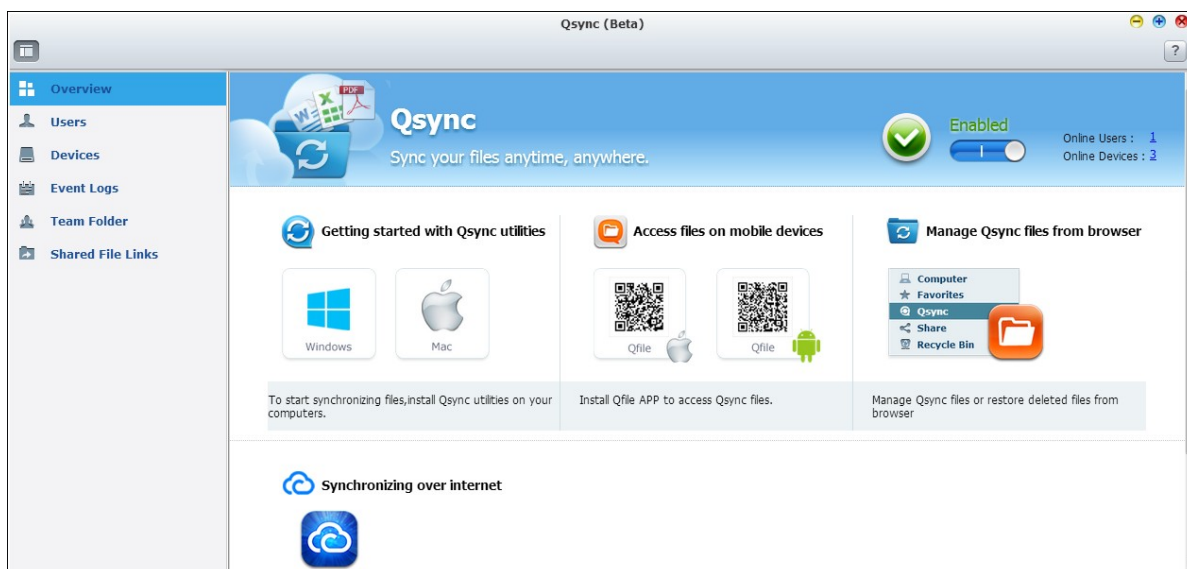 Qsync (Beta)
?
Overview
Users
Devices
Event Logs
Team Folder
Shared File Links
W
X
PDF
Qsync
Sync your files anytime, anywhere.
Enabled
Online Users : 1
Online Devices : 3
Getting started with Qsync utilities
Windows
Mac
To start synchronizing files,install Qsync utilities on your
computers.
Access files on mobile devices
Qfile
Qfile
Install Qfile APP to access Qsync files.
Manage Qsync files from browser
Computer
Favorites
Qsync
Share
Recycle Bin
Manage Qsync files or restore deleted files from
browser
Synchronizing over internet